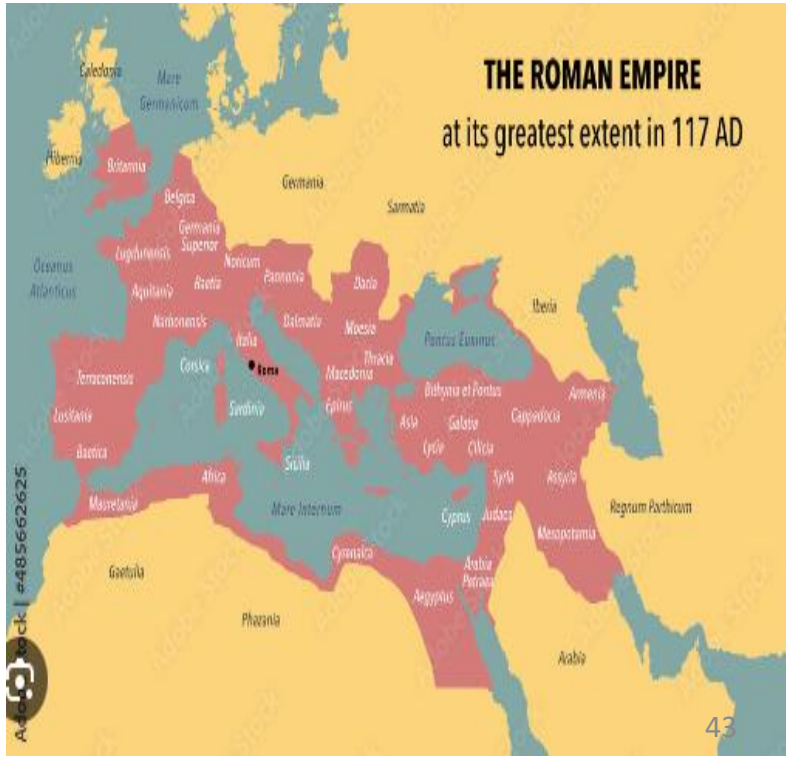 THE ROMAN EMPIRE
at its greatest extent in 117 AD
Caledonia
Mare
Germanicum
Hibernia
Britannia
Germania
Sarmatia
Belgica
Germania
Superior
Lugdunensis
Noricum
Oceanus
Atlanticus
Raetia
Pannonia
Dacia
Aquitania
Iberia
Narbonensis
Dalmatia
Moesia
Italia
Pontus Euxinus
Corsica
Roma
Thracia
Macedonia
Terraconensis
Bithynia et Pontus
Armenia
Sardinia
Epirus
Lusitania
Asia
Galatia
Cappadocia
Baetica
Lycie
Cilicia
Sicilia
Africa
Syria
Assyria
Mauretania
Mare Internum
Cyprus
Judaea
Regnum Parthicum
Mesopotamia
Cyrenaica
Gaetulia
Arabia
Petraea
Aegyptus
Phazania
Arabia
43
Adobe Stock | #485662625